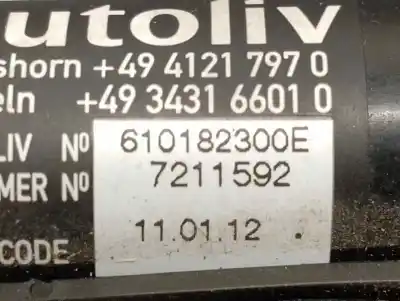 utoliv
shorn +49 4121 797 0
eln +49 3431 6601 0
LIV Nº 610182300E
MER Nº 7211592
11.01.12 .
CODE